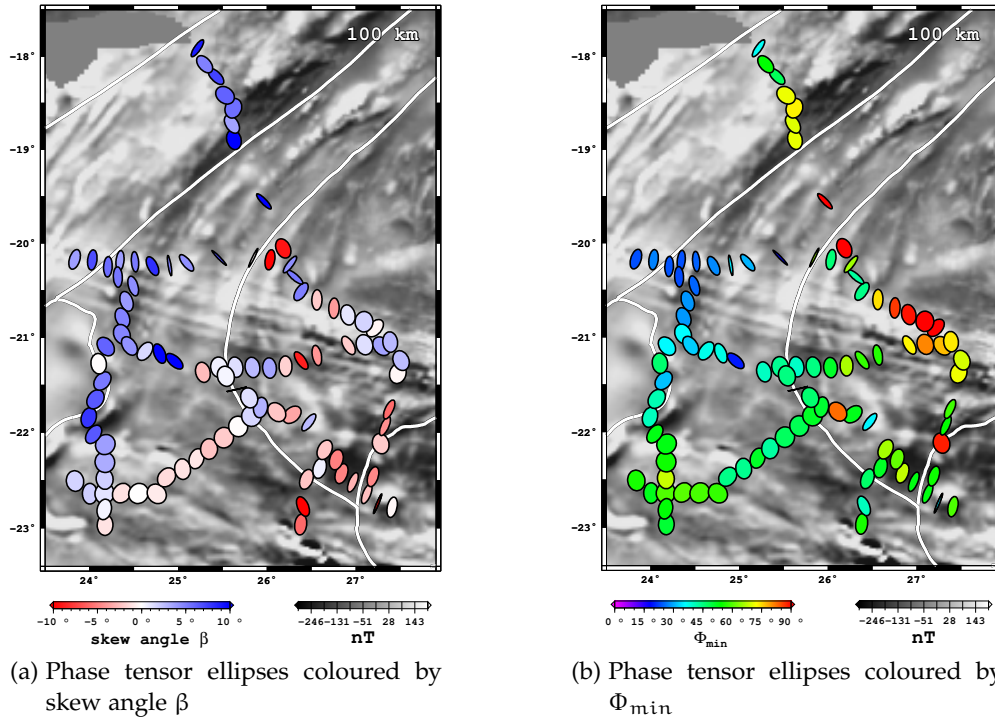 100 km
-18°
-19°
-20°
-21°
-22°
-23°
24° 25° 26° 27°
-10 ° -5 ° 0 ° 5 ° 10 °
skew angle β
-246-131 -51 28 143
nT
(a) Phase tensor ellipses coloured by
skew angle β
100 km
-18°
-19°
-20°
-21°
-22°
-23°
24° 25° 26° 27°
0 ° 15 ° 30 ° 45 ° 60 ° 75 ° 90 °
Φmin
-246-131 -51 28 143
nT
(b) Phase tensor ellipses coloured by
Φmin